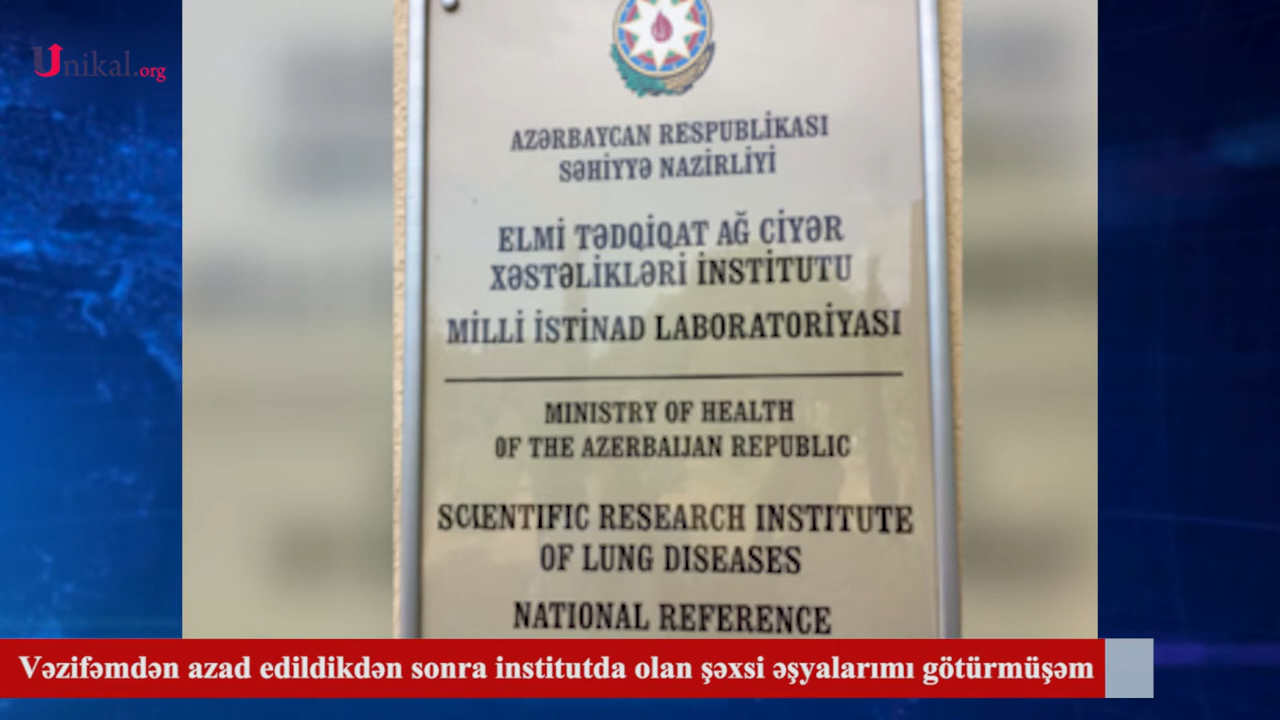 Unikal.org
AZƏRBAYCAN RESPUBLİKASI
SƏHİYYƏ NAZİRLİYİ
ELMİ TƏDQİQAT AĞ CİYƏR
XƏSTƏLİKLƏRİ İNSTİTUTU
MİLLİ İSTİNAD LABORATORİYASI
MINISTRY OF HEALTH
OF THE AZERBAIJAN REPUBLIC
SCIENTIFIC RESEARCH INSTITUTE
OF LUNG DISEASES
NATIONAL REFERENCE
Vəzifəmdən azad edildikdən sonra institutda olan şəxsi əşyalarımı götürmüşəm